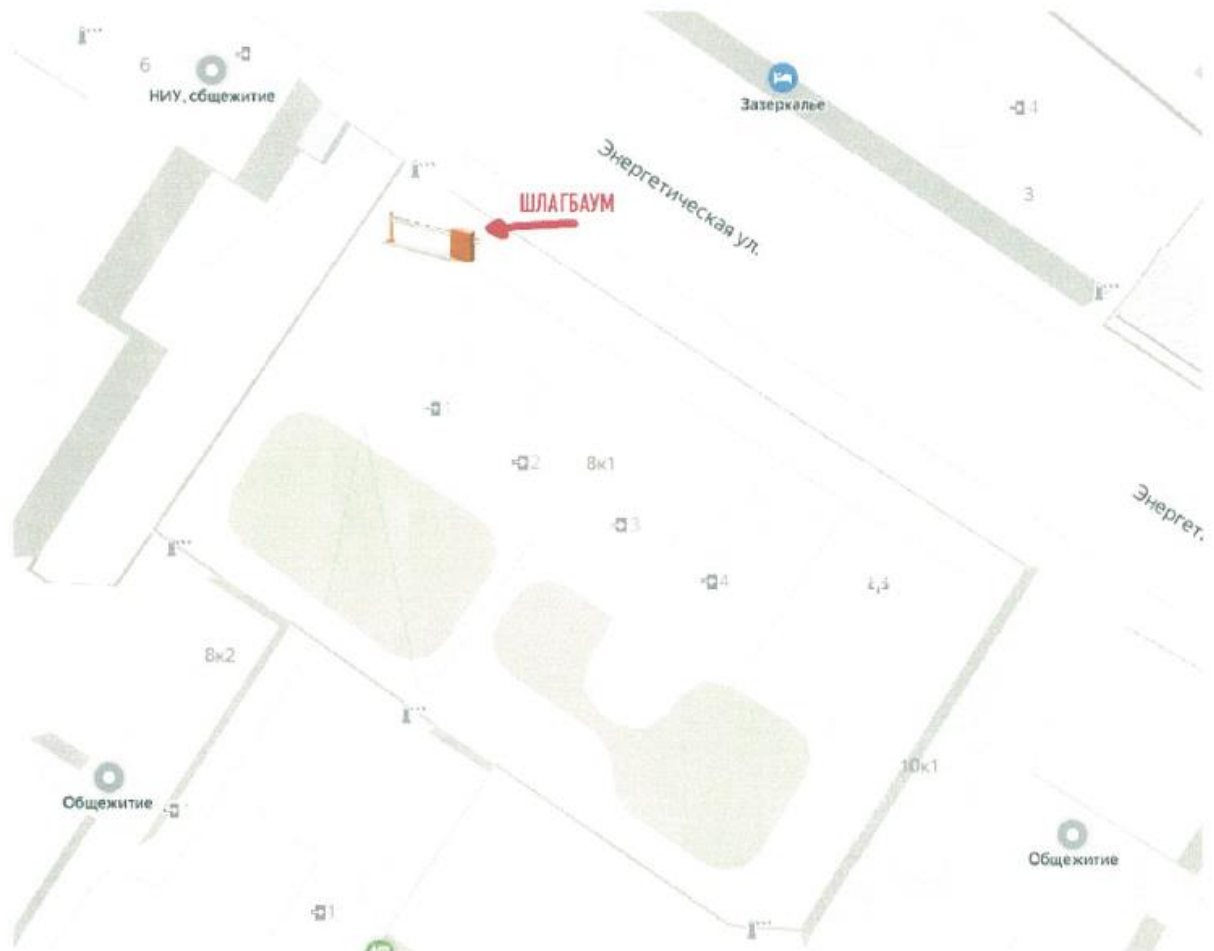 6
НИУ, общежитие
Зазеркалье
4
3
Энергетическая ул.
ШЛАГБАУМ
1
2
8к1
3
4
Энергет.
8к2
10к1
Общежитие
Общежитие
1